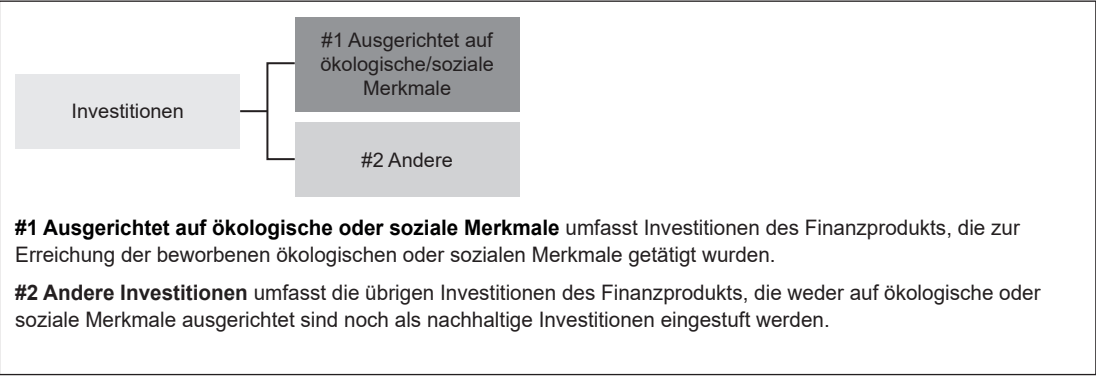 #1 Ausgerichtet auf
ökologische/soziale
Merkmale
Investitionen
#2 Andere
#1 Ausgerichtet auf ökologische oder soziale Merkmale umfasst Investitionen des Finanzprodukts, die zur
Erreichung der beworbenen ökologischen oder sozialen Merkmale getätigt wurden.
#2 Andere Investitionen umfasst die übrigen Investitionen des Finanzprodukts, die weder auf ökologische oder
soziale Merkmale ausgerichtet sind noch als nachhaltige Investitionen eingestuft werden.